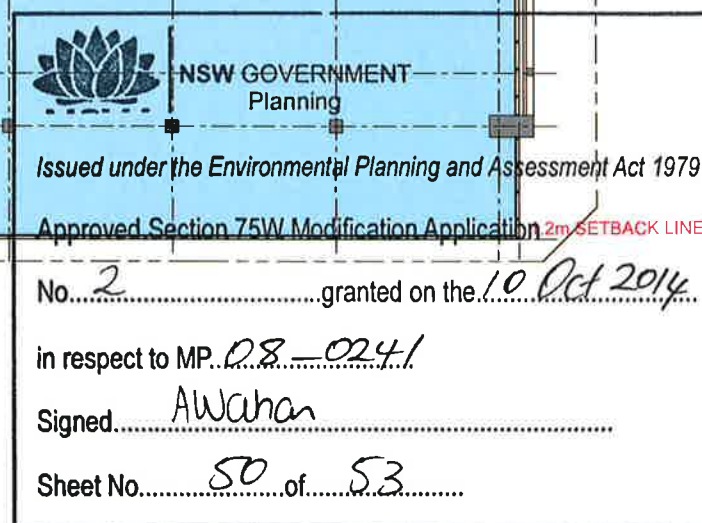 NSW GOVERNMENT
Planning
Issued under the Environmental Planning and Assessment Act 1979
Approved Section 75W Modification Application
2m SETBACK LINE
No. 2 granted on the 10 Oct 2014
in respect to MP. 08-0241
Signed
Sheet No. 50 of 53